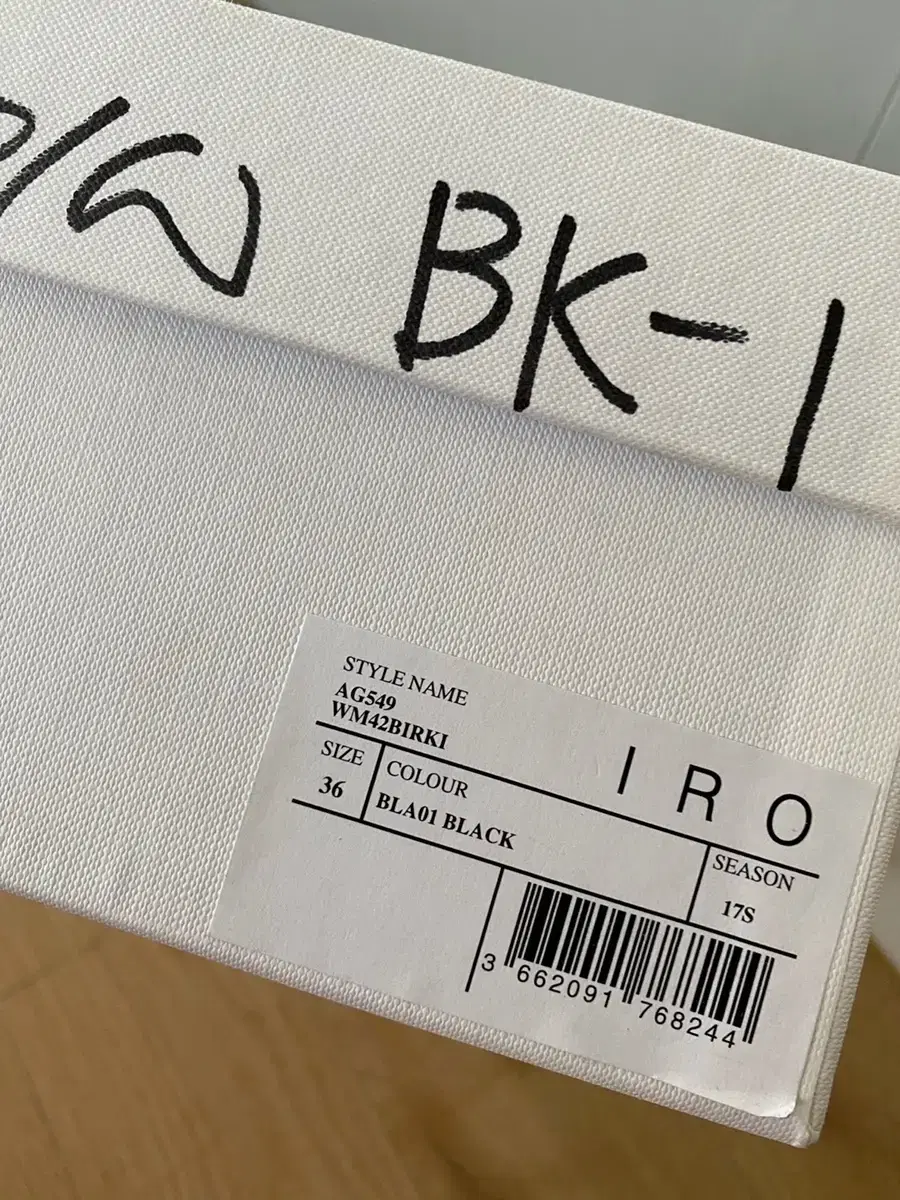 BK-1
STYLE NAME
AG549
WM42BIRKI
IRO
SIZE
36
COLOUR
BLA01 BLACK
SEASON
17S
3 662091 768244